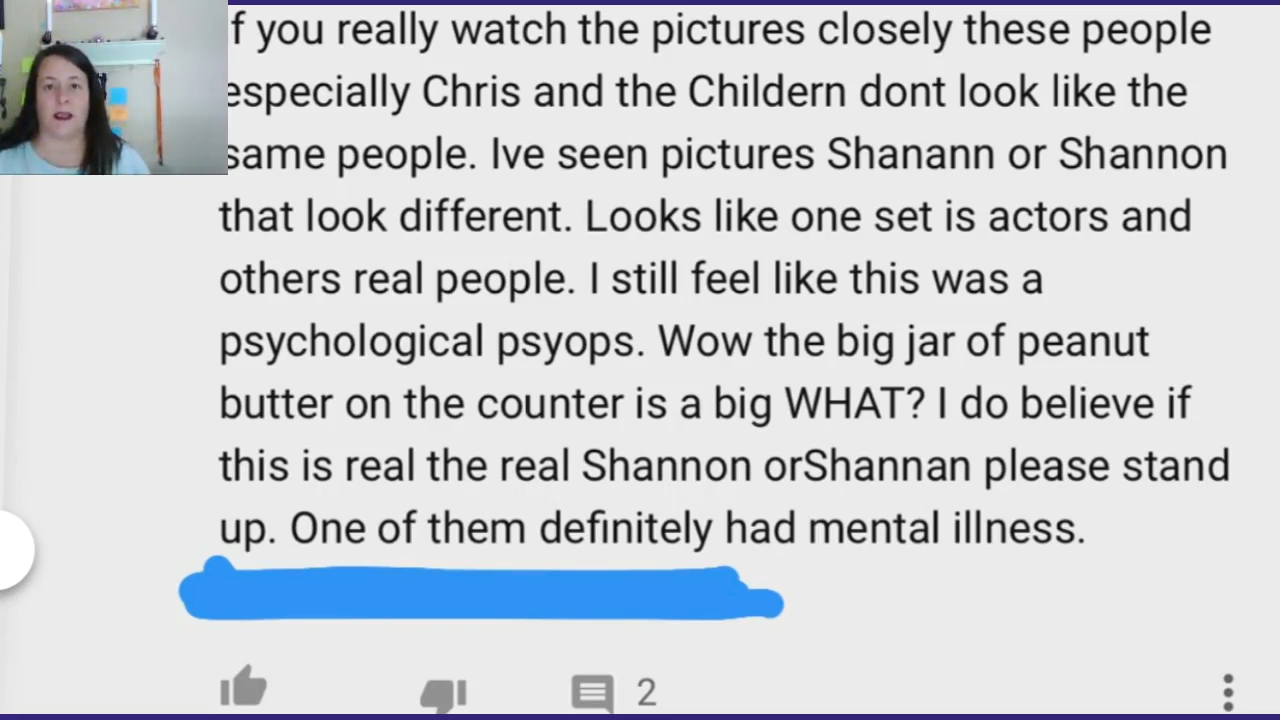 f you really watch the pictures closely these people
especially Chris and the Childern dont look like the
same people. Ive seen pictures Shanann or Shannon
that look different. Looks like one set is actors and
others real people. I still feel like this was a
psychological psyops. Wow the big jar of peanut
butter on the counter is a big WHAT? I do believe if
this is real the real Shannon orShannan please stand
up. One of them definitely had mental illness.
2